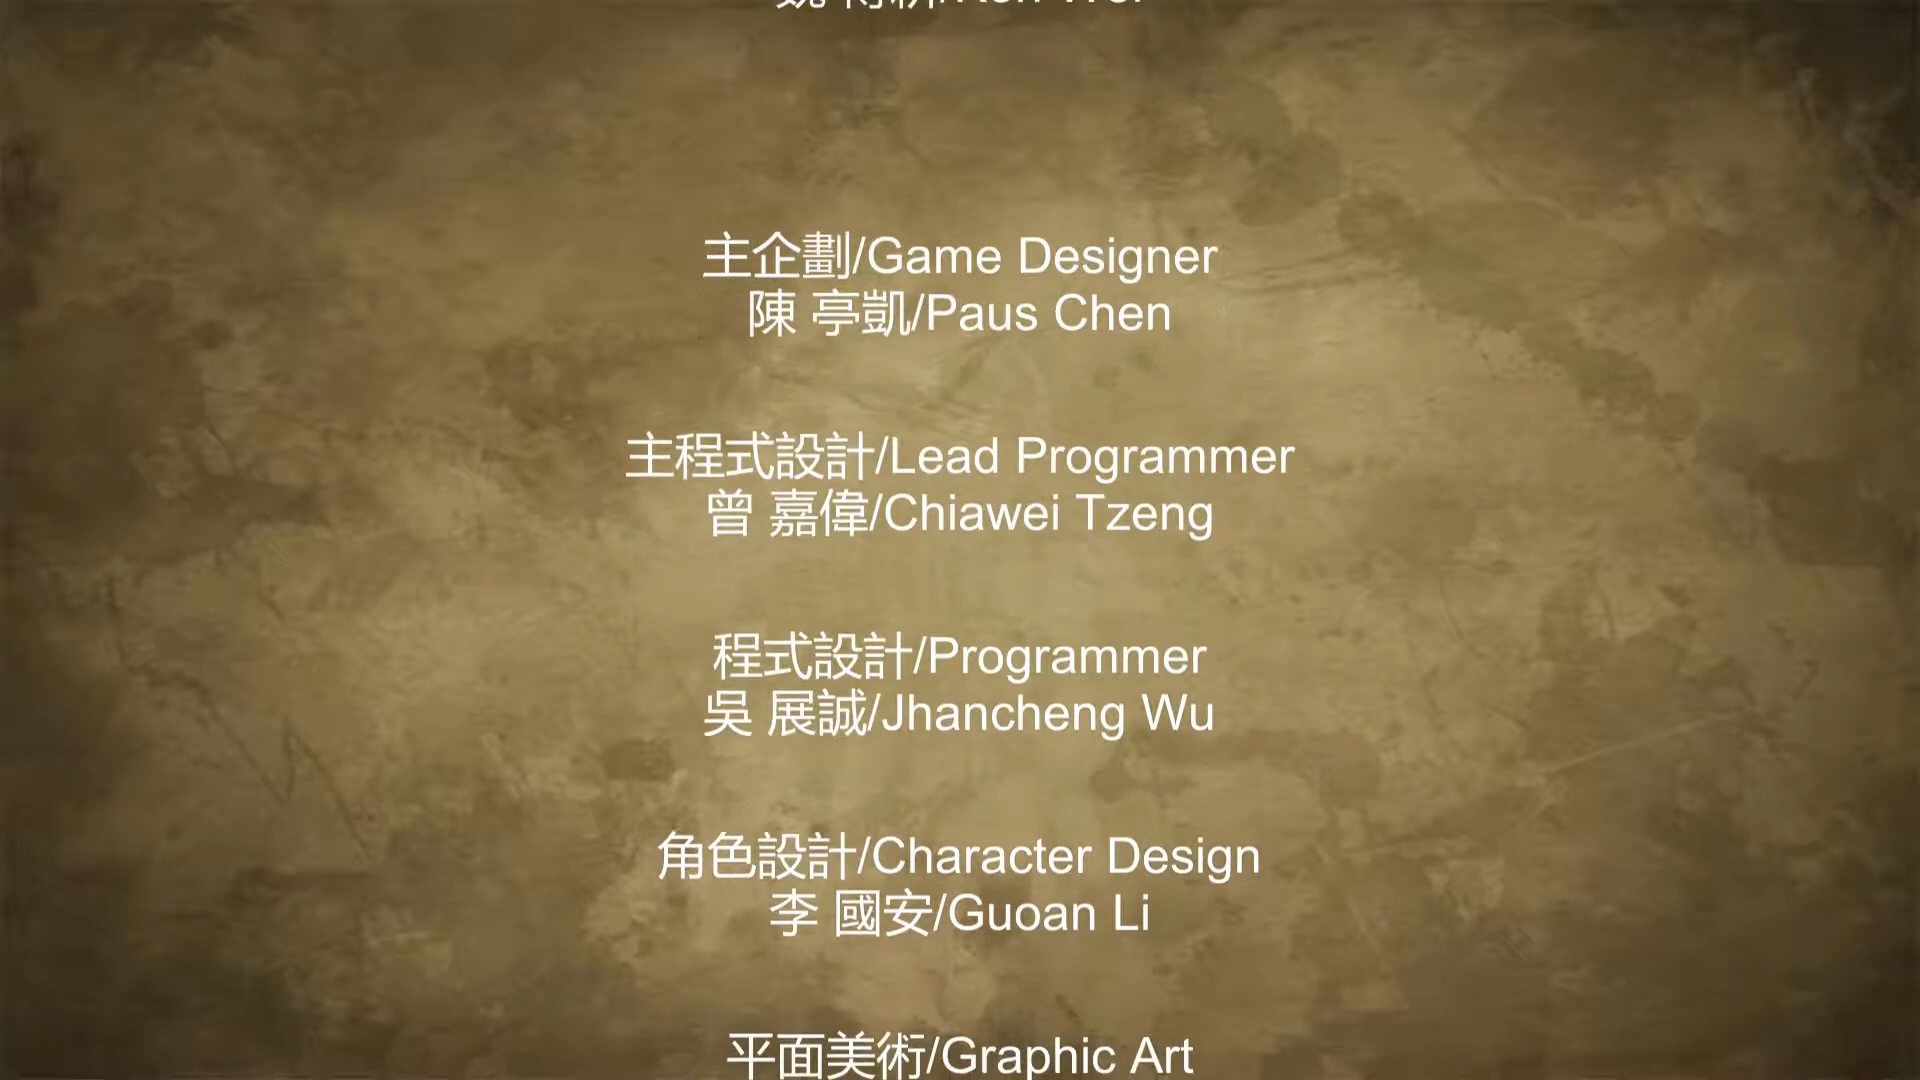 主企劃/Game Designer
陳 亭凱/Paus Chen
主程式設計/Lead Programmer
曾 嘉偉/Chiawei Tzeng
程式設計/Programmer
吳 展誠/Jhancheng Wu
角色設計/Character Design
李 國安/Guoan Li
平面美術/Graphic Art